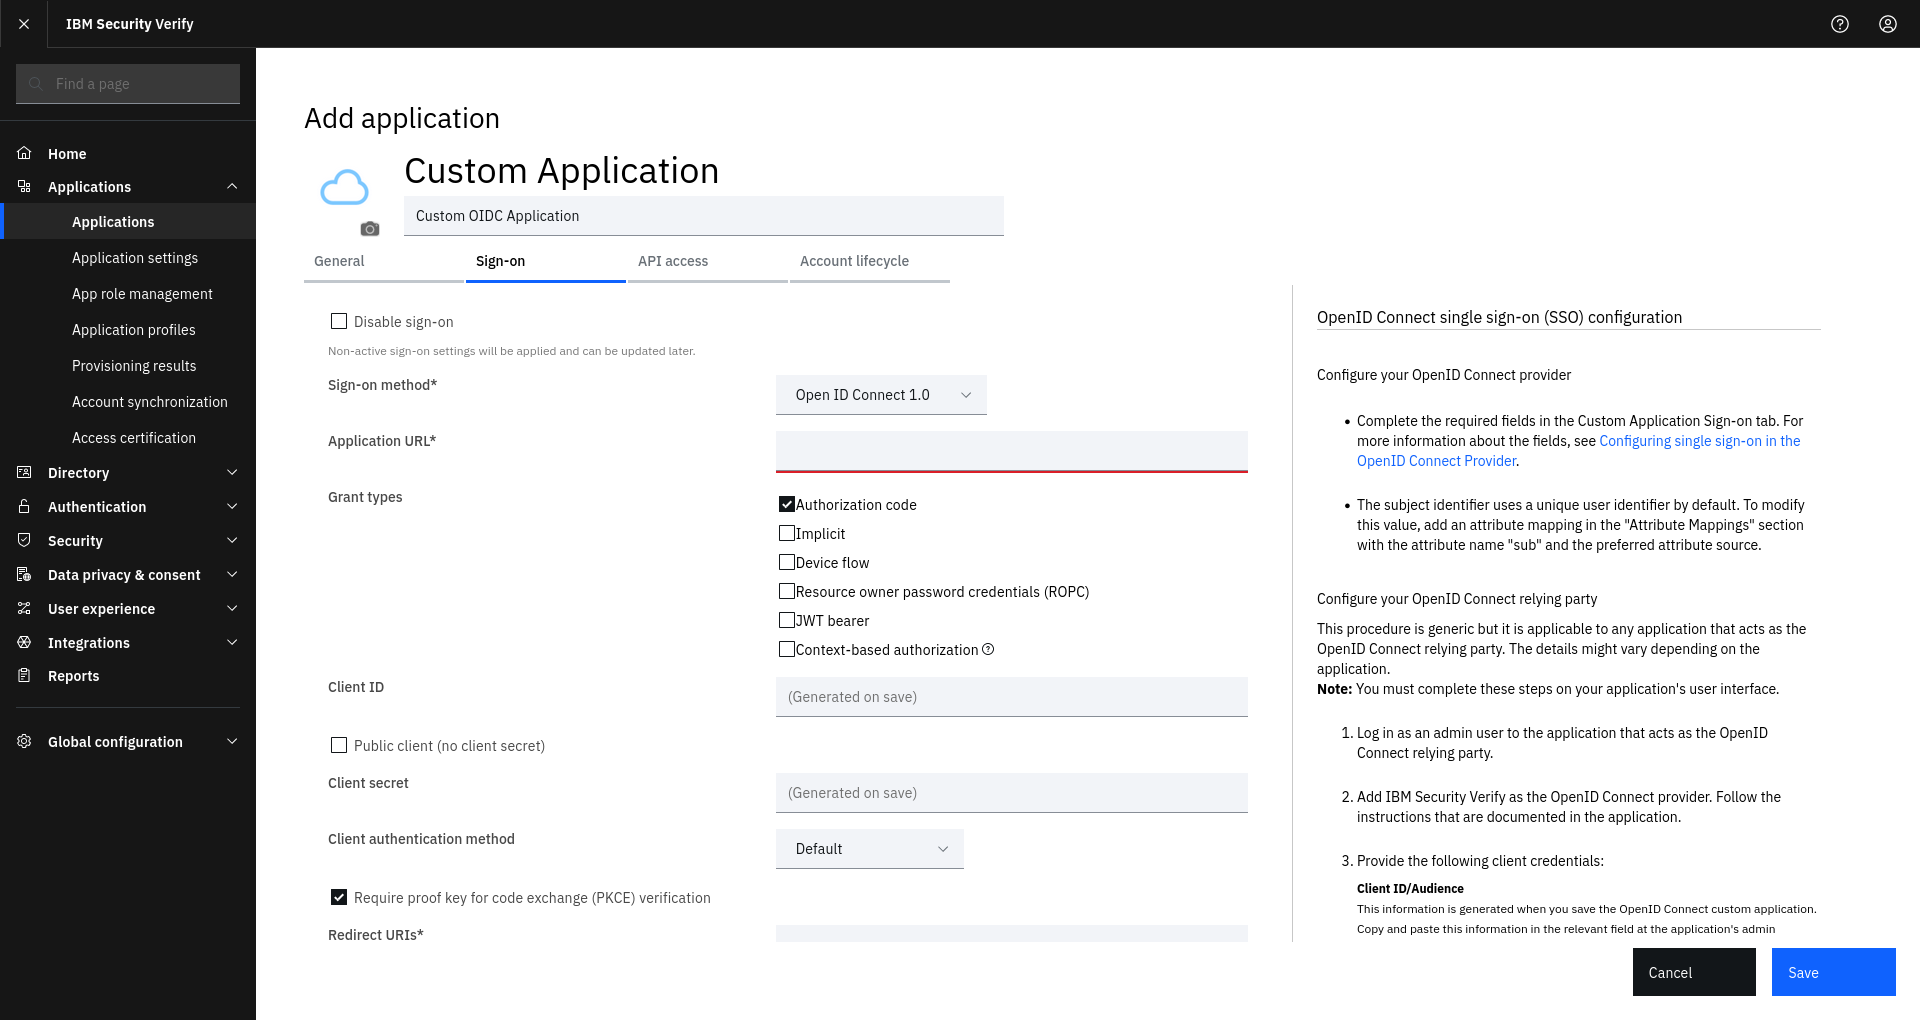 IBM Security Verify
Find a page
Home
Applications
Applications
Application settings
App role management
Application profiles
Provisioning results
Account synchronization
Access certification
Directory
Authentication
Security
Data privacy & consent
User experience
Integrations
Reports
Global configuration
Add application
Custom Application
Custom OIDC Application
General
Sign-on
API access
Account lifecycle
Disable sign-on
Non-active sign-on settings will be applied and can be updated later.
Sign-on method*
Open ID Connect 1.0
Application URL*
Grant types
Authorization code
Implicit
Device flow
Resource owner password credentials (ROPC)
JWT bearer
Context-based authorization
Client ID
(Generated on save)
Public client (no client secret)
Client secret
(Generated on save)
Client authentication method
Default
Require proof key for code exchange (PKCE) verification
Redirect URIs*
OpenID Connect single sign-on (SSO) configuration
Configure your OpenID Connect provider
• Complete the required fields in the Custom Application Sign-on tab. For
more information about the fields, see Configuring single sign-on in the
OpenID Connect Provider.
• The subject identifier uses a unique user identifier by default. To modify
this value, add an attribute mapping in the "Attribute Mappings" section
with the attribute name "sub" and the preferred attribute source.
Configure your OpenID Connect relying party
This procedure is generic but it is applicable to any application that acts as the
OpenID Connect relying party. The details might vary depending on the
application.
Note: You must complete these steps on your application's user interface.
1. Log in as an admin user to the application that acts as the OpenID
Connect relying party.
2. Add IBM Security Verify as the OpenID Connect provider. Follow the
instructions that are documented in the application.
3. Provide the following client credentials:
Client ID/Audience
This information is generated when you save the OpenID Connect custom application.
Copy and paste this information in the relevant field at the application's admin
Cancel
Save